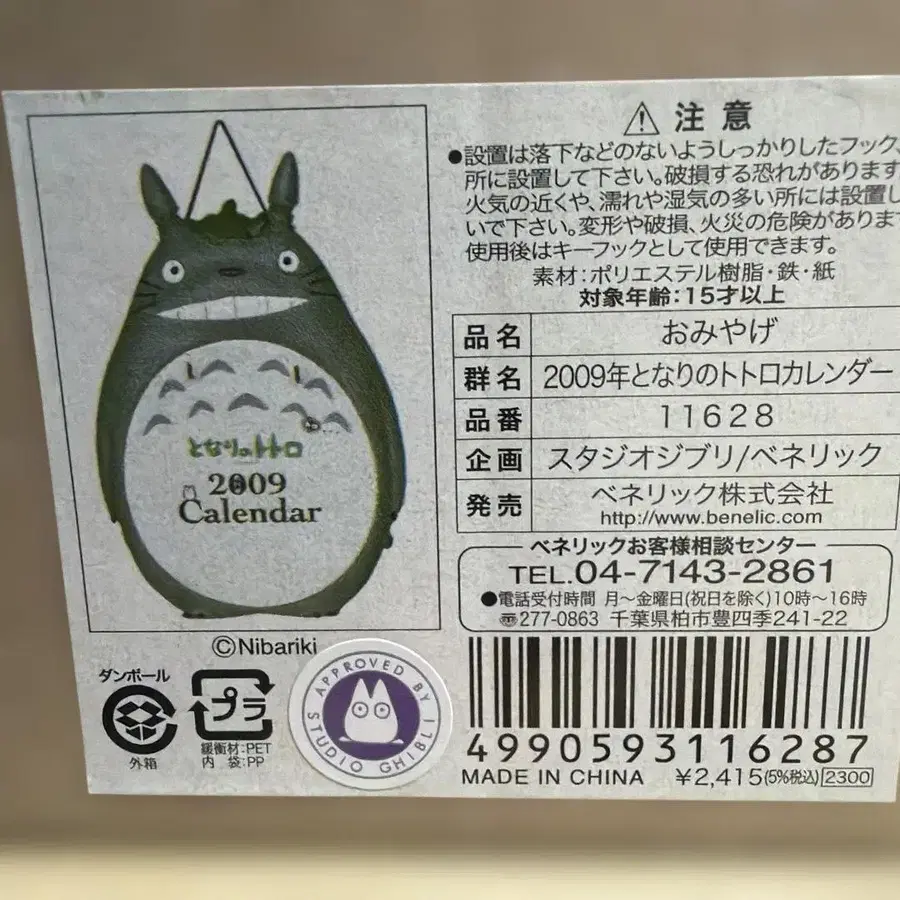 となりのトトロ
2009
Calendar
©Nibariki
⚠ 注意
●設置は落下などのないようしっかりしたフック、
所に設置して下さい。破損する恐れがあります
火気の近くや、濡れや湿気の多い所には設置し
いで下さい。変形や破損、火災の危険がありま
使用後はキーフックとして使用できます。
素材:ポリエステル樹脂・鉄・紙
対象年齢:15才以上
品名 おみやげ
群名 2009年となりのトトロカレンダー
品番 11628
企画 スタジオジブリ/ベネリック
発売 ベネリック株式会社
http://www.benelic.com
ベネリックお客様相談センター
TEL.04-7143-2861
●電話受付時間 月〜金曜日(祝日を除く)10時〜16時
〠277-0863 千葉県柏市豊四季241-22
ダンボール
外箱
プラ
緩衝材:PET
内袋:PP
APPROVED BY
STUDIO GHIBLI
4990593116287
MADE IN CHINA ¥2,415(5%税込) 2300